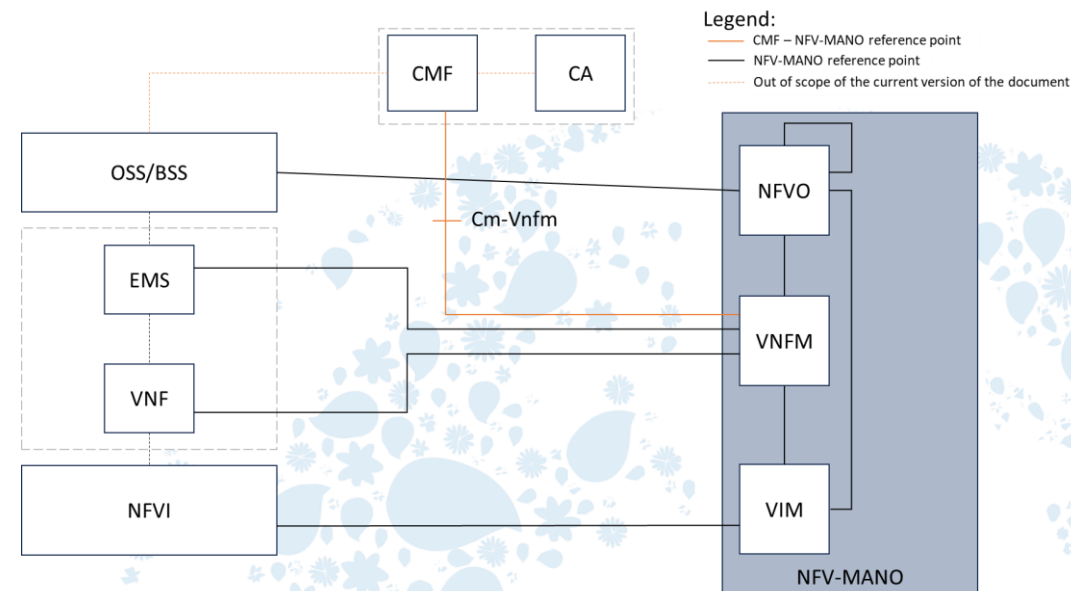 Legend:
CMF – NFV-MANO reference point
NFV-MANO reference point
Out of scope of the current version of the document
CMF
CA
OSS/BSS
NFVO
Cm-Vnfm
EMS
VNFM
VNF
NFVI
VIM
NFV-MANO